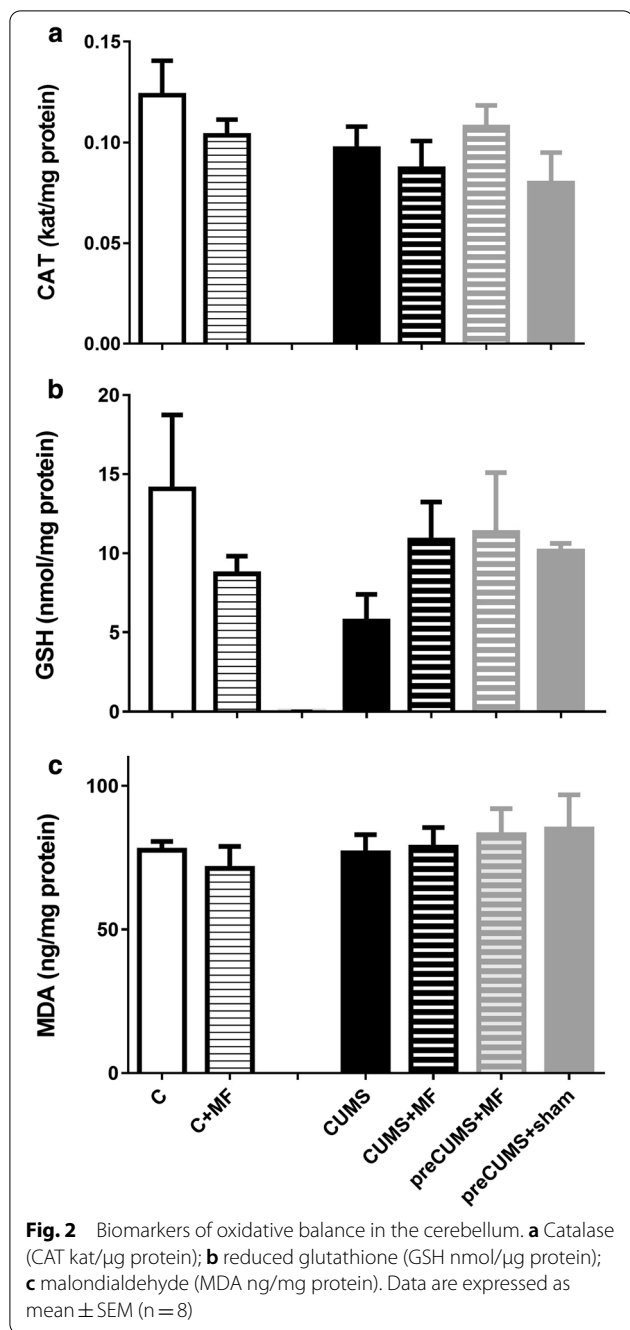 a
0.15
0.10
0.05
0.00
CAT (kat/mg protein)
b
20
15
10
5
0
GSH (nmol/mg protein)
c
100
50
0
MDA (ng/mg protein)
C
C+MF
CUMS
CUMS+MF
preCUMS+MF
preCUMS+sham
Fig. 2 Biomarkers of oxidative balance in the cerebellum. a Catalase
(CAT kat/μg protein); b reduced glutathione (GSH nmol/μg protein);
c malondialdehyde (MDA ng/mg protein). Data are expressed as
mean ± SEM (n = 8)